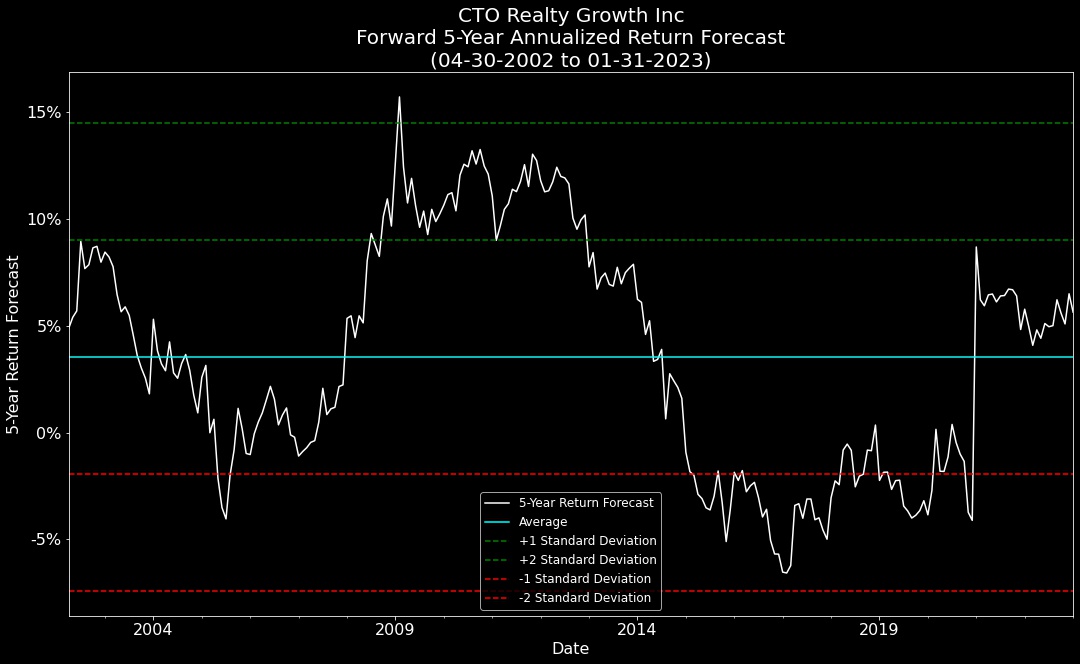 CTO Realty Growth Inc
Forward 5-Year Annualized Return Forecast
(04-30-2002 to 01-31-2023)
5-Year Return Forecast
15%
10%
5%
0%
-5%
5-Year Return Forecast
Average
+1 Standard Deviation
+2 Standard Deviation
-1 Standard Deviation
-2 Standard Deviation
2004
2009
2014
2019
Date